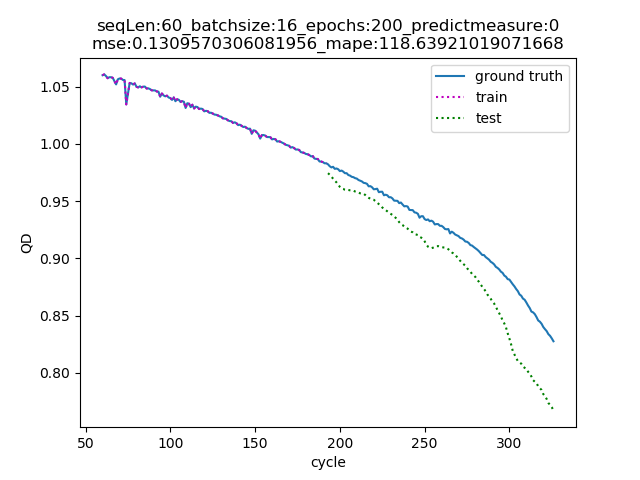 seqLen:60_batchsize:16_epochs:200_predictmeasure:0
mse:0.1309570306081956_mape:118.63921019071668
ground truth
train
test
1.05
1.00
0.95
0.90
0.85
0.80
QD
50
100
150
200
250
300
cycle